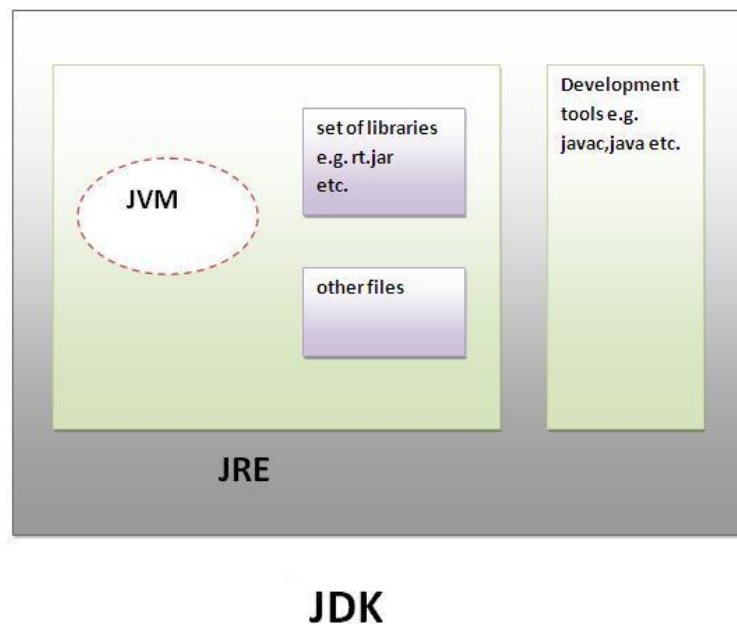 JVM
set of libraries
e.g. rt.jar
etc.
other files
Development
tools e.g.
javac,java etc.
JRE
JDK